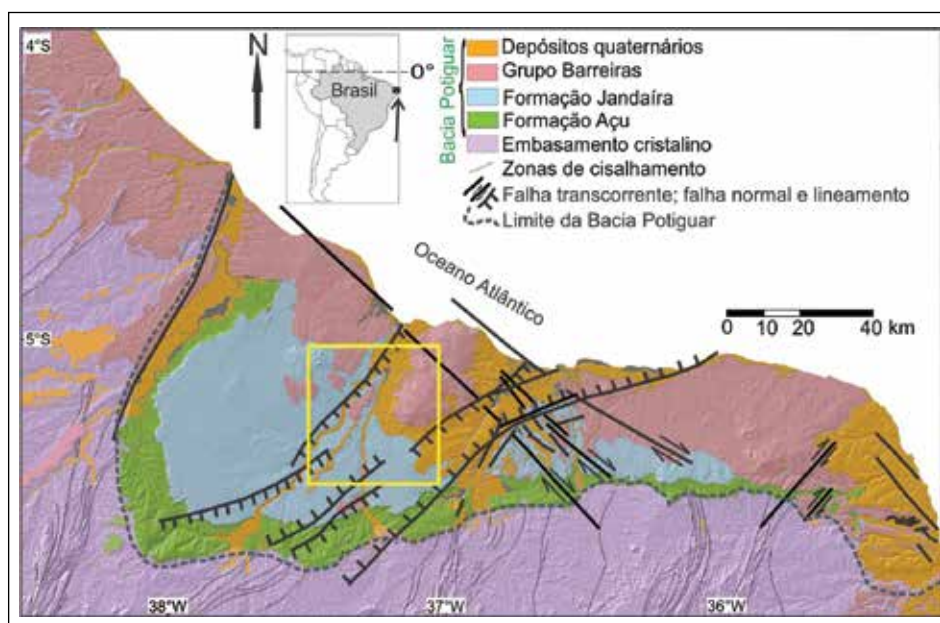 4°S
N
0°
Brasil
Bacia Potiguar
Depósitos quaternários
Grupo Barreiras
Formação Jandaíra
Formação Açu
Embasamento cristalino
Zonas de cisalhamento
Falha transcorrente; falha normal e lineamento
Limite da Bacia Potiguar
Oceano Atlântico
0 10 20 40 km
5°S
38°W
37°W
36°W